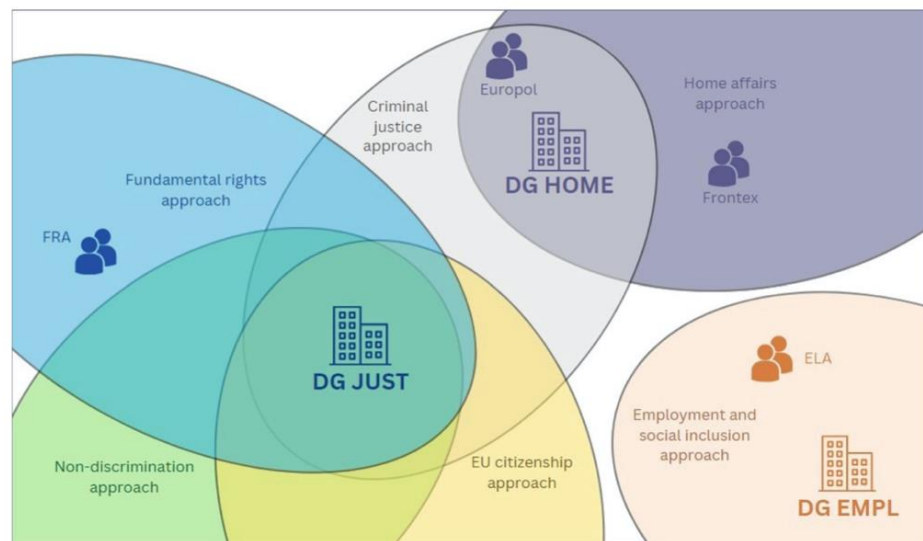 Europol
Home affairs
approach
Criminal
justice
approach
DG HOME
Frontex
Fundamental rights
approach
FRA
DG JUST
ELA
Employment and
social inclusion
approach
Non-discrimination
approach
EU citizenship
approach
DG EMPL